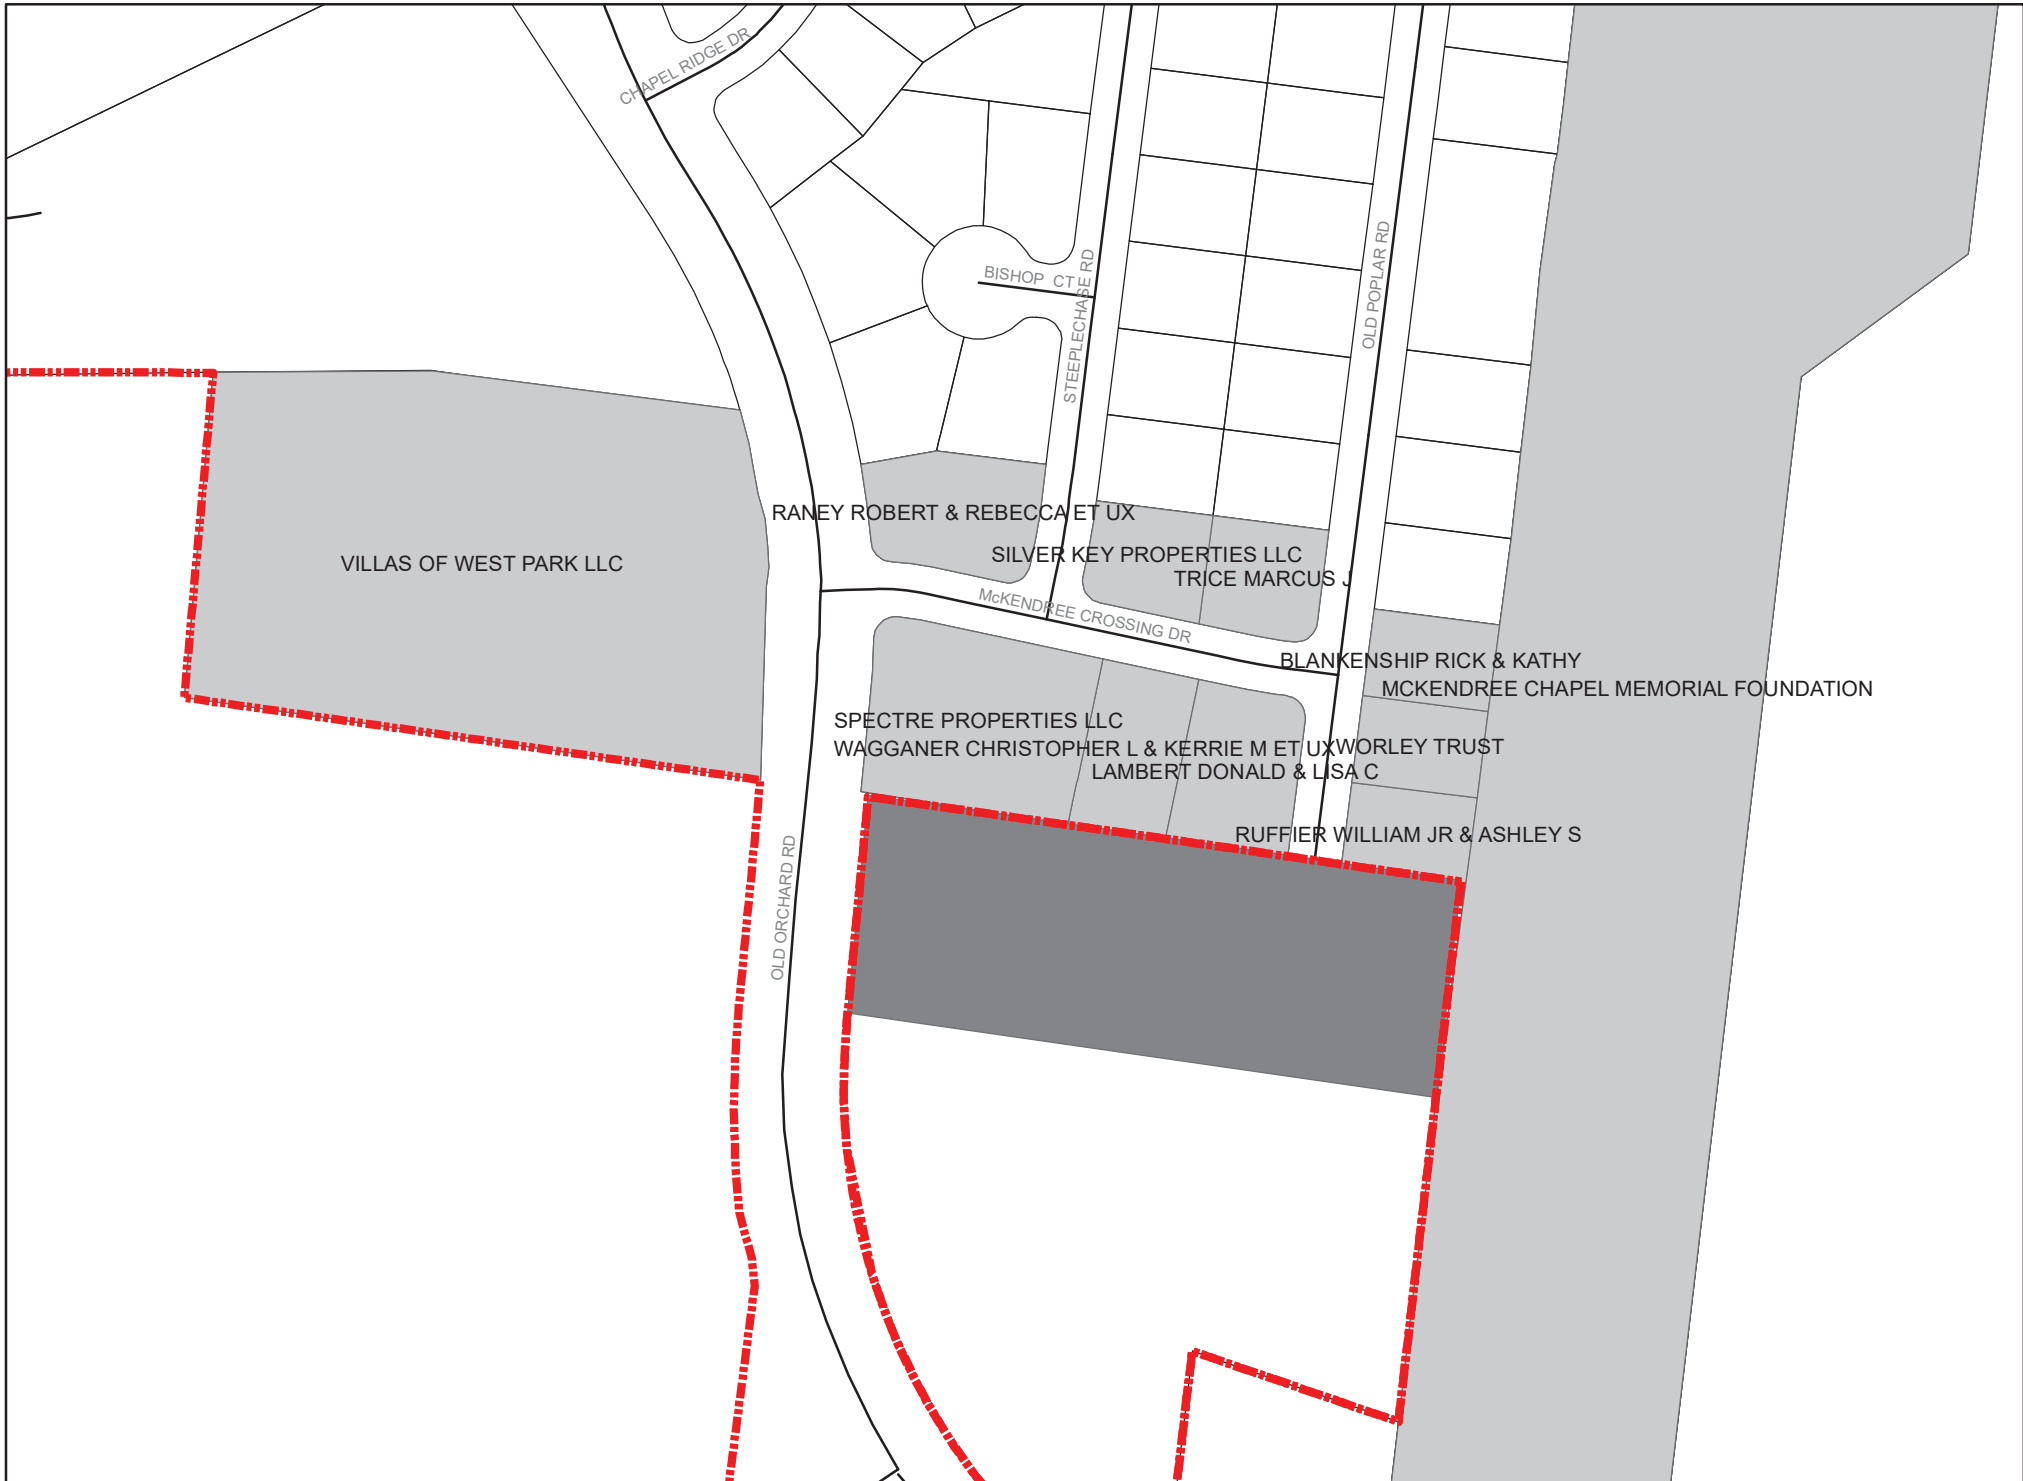 CHAPEL RIDGE DR
BISHOP CT
STEEPLECHASE RD
OLD POPLAR RD
RANEY ROBERT & REBECCA ET UX
VILLAS OF WEST PARK LLC
SILVER KEY PROPERTIES LLC
TRICE MARCUS J
McKENDREE CROSSING DR
BLANKENSHIP RICK & KATHY
MCKENDREE CHAPEL MEMORIAL FOUNDATION
SPECTRE PROPERTIES LLC
WAGGANER CHRISTOPHER L & KERRIE M ET UX
WORLEY TRUST
LAMBERT DONALD & LISA C
RUFFIER WILLIAM JR & ASHLEY S
OLD ORCHARD RD